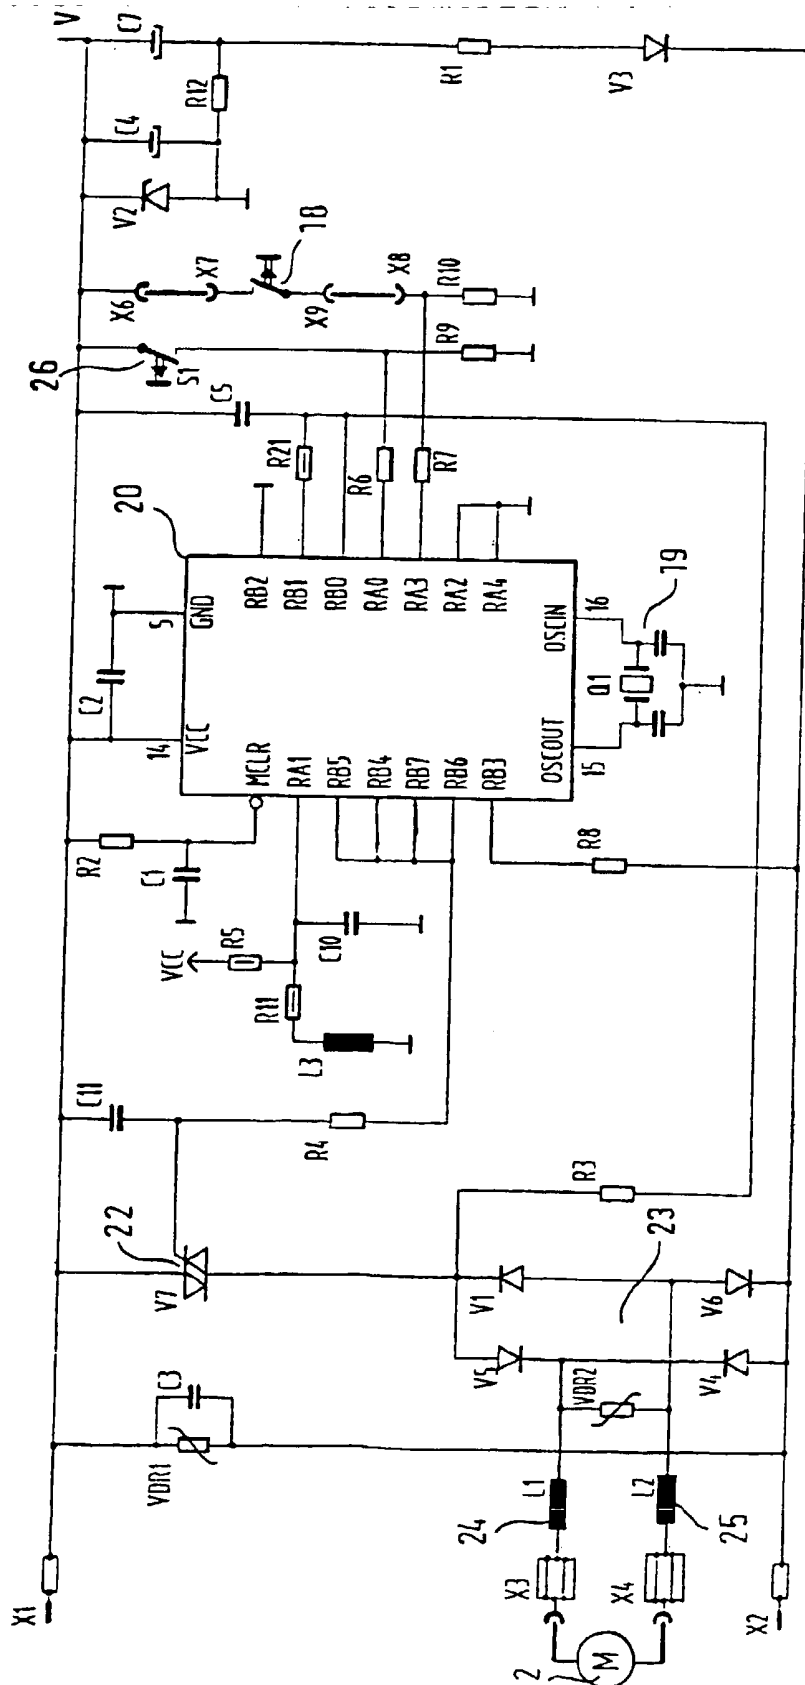 V
C7
R12
R1
V3
C4
V2
X6
X7
18
X9
X8
R10
26
S1
R9
C5
R21
R6
R7
20
RB2
RB1
RB0
RA0
RA3
RA2
RA4
5
GND
C2
14
VCC
OSCIN
16
19
Q1
OSCOUT
15
MCLR
RA1
RB5
RB4
RB7
RB6
RB3
R2
C1
R8
VCC
R5
C10
R11
L3
C11
R4
R3
22
V7
23
V1
V6
V5
V4
C3
VDR1
VDR2
L1
24
L2
25
X1
X3
X4
X2
2
M